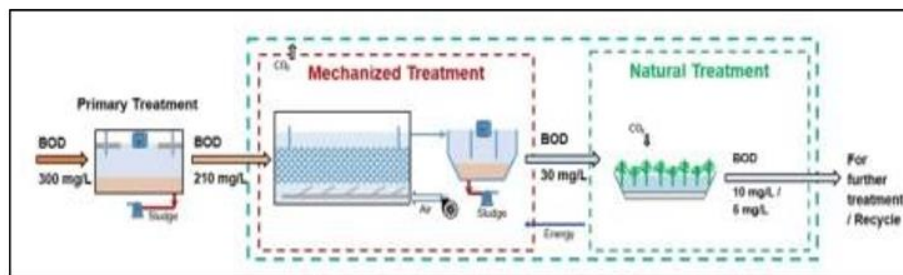 CO₂
Mechanized Treatment
Natural Treatment
Primary Treatment
BOD
300 mg/L
BOD
210 mg/L
Sludge
Air
Sludge
BOD
30 mg/L
Energy
CO₂
BOD
10 mg/L /
5 mg/L
For
further
treatment
/ Recycle